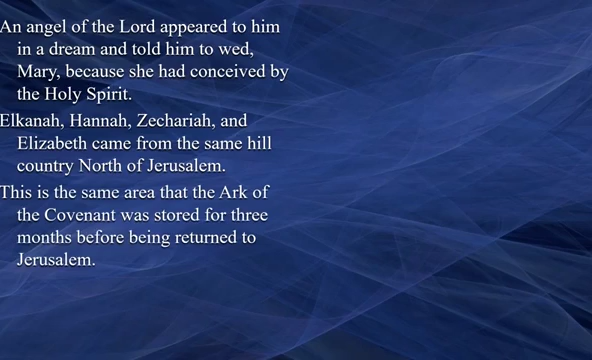 An angel of the Lord appeared to him
in a dream and told him to wed,
Mary, because she had conceived by
the Holy Spirit.
Elkanah, Hannah, Zechariah, and
Elizabeth came from the same hill
country North of Jerusalem.
This is the same area that the Ark of
the Covenant was stored for three
months before being returned to
Jerusalem.